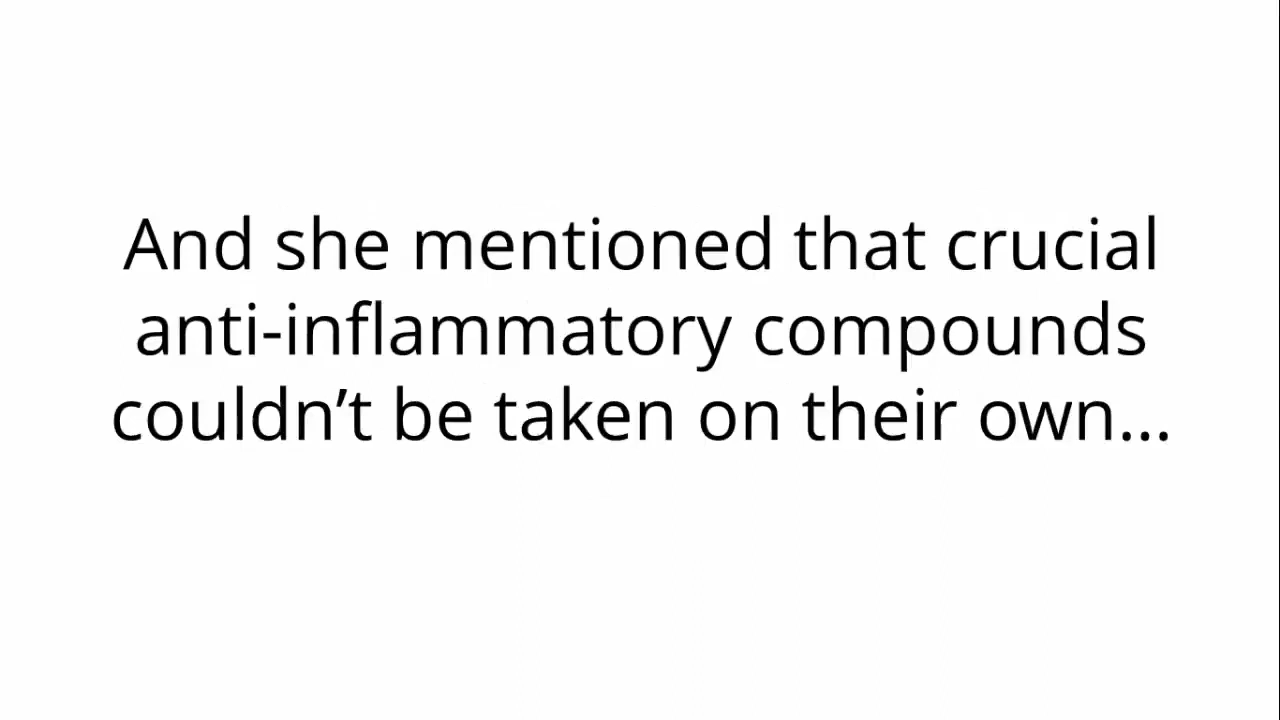 And she mentioned that crucial
anti-inflammatory compounds
couldn’t be taken on their own...